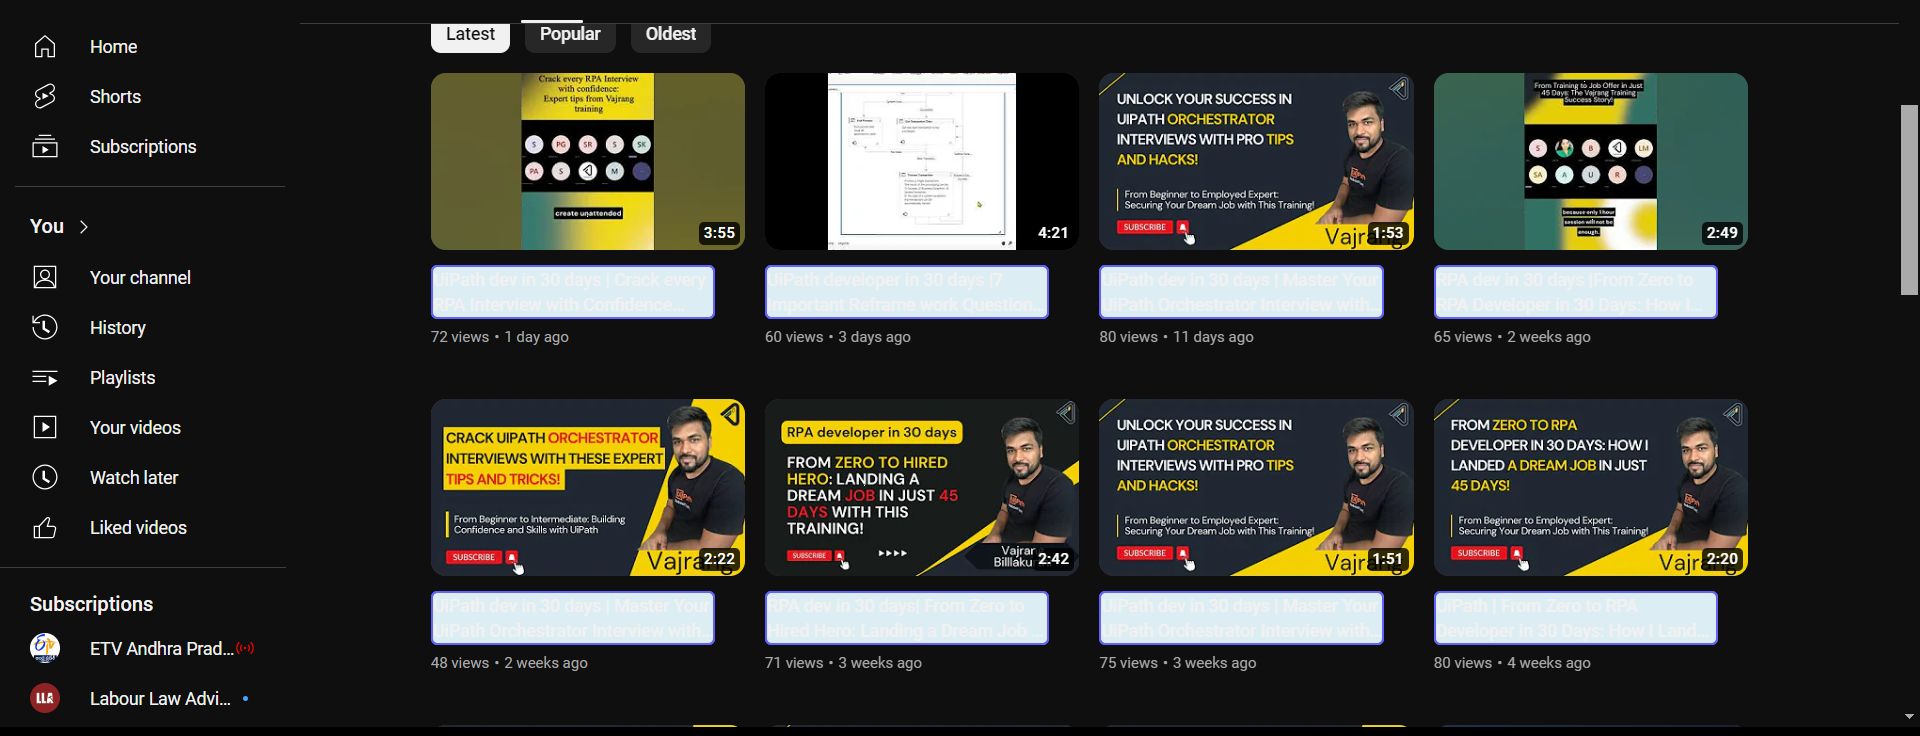 Home
Shorts
Subscriptions
You
Your channel
History
Playlists
Your videos
Watch later
Liked videos
Subscriptions
ETV Andhra Prad...
LLA
Labour Law Advi...
Latest
Popular
Oldest
Crack every RPA Interview
with confidence:
Expert tips from Vajrang
training
S PG SR S SK
PA S M
create unattended
3:55
UiPath dev in 30 days | Crack every
RPA Interview with Confidence...
72 views • 1 day ago
4:21
UiPath developer in 30 days |7
Important Reframe work Question...
60 views • 3 days ago
UNLOCK YOUR SUCCESS IN
UIPATH ORCHESTRATOR
INTERVIEWS WITH PRO TIPS
AND HACKS!
From Beginner to Employed Expert:
Securing Your Dream Job with This Training!
SUBSCRIBE
Vajrang
1:53
UiPath dev in 30 days | Master Your
UiPath Orchestrator Interview with...
80 views • 11 days ago
From Training to Job Offer in Just
45 Days: The Vajrang Training
Success Story!
S B LM
SA A U R
because only 1 hour
session will not be
enough.
2:49
RPA dev in 30 days |From Zero to
RPA Developer in 30 Days: How I...
65 views • 2 weeks ago
CRACK UIPATH ORCHESTRATOR
INTERVIEWS WITH THESE EXPERT
TIPS AND TRICKS!
From Beginner to Intermediate: Building
Confidence and Skills with UiPath
SUBSCRIBE
2:22
UiPath dev in 30 days | Master Your
UiPath Orchestrator Interview with...
48 views • 2 weeks ago
RPA developer in 30 days
FROM ZERO TO HIRED
HERO: LANDING A
DREAM JOB IN JUST 45
DAYS WITH THIS
TRAINING!
SUBSCRIBE
Billlaku
2:42
RPA dev in 30 days| From Zero to
Hired Hero: Landing a Dream Job ...
71 views • 3 weeks ago
UNLOCK YOUR SUCCESS IN
UIPATH ORCHESTRATOR
INTERVIEWS WITH PRO TIPS
AND HACKS!
From Beginner to Employed Expert:
Securing Your Dream Job with This Training!
SUBSCRIBE
Vajrang
1:51
UiPath dev in 30 days | Master Your
UiPath Orchestrator Interview with...
75 views • 3 weeks ago
FROM ZERO TO RPA
DEVELOPER IN 30 DAYS: HOW I
LANDED A DREAM JOB IN JUST
45 DAYS!
From Beginner to Employed Expert:
Securing Your Dream Job with This Training!
SUBSCRIBE
Vajrang
2:20
UiPath | From Zero to RPA
Developer in 30 Days: How I Land...
80 views • 4 weeks ago